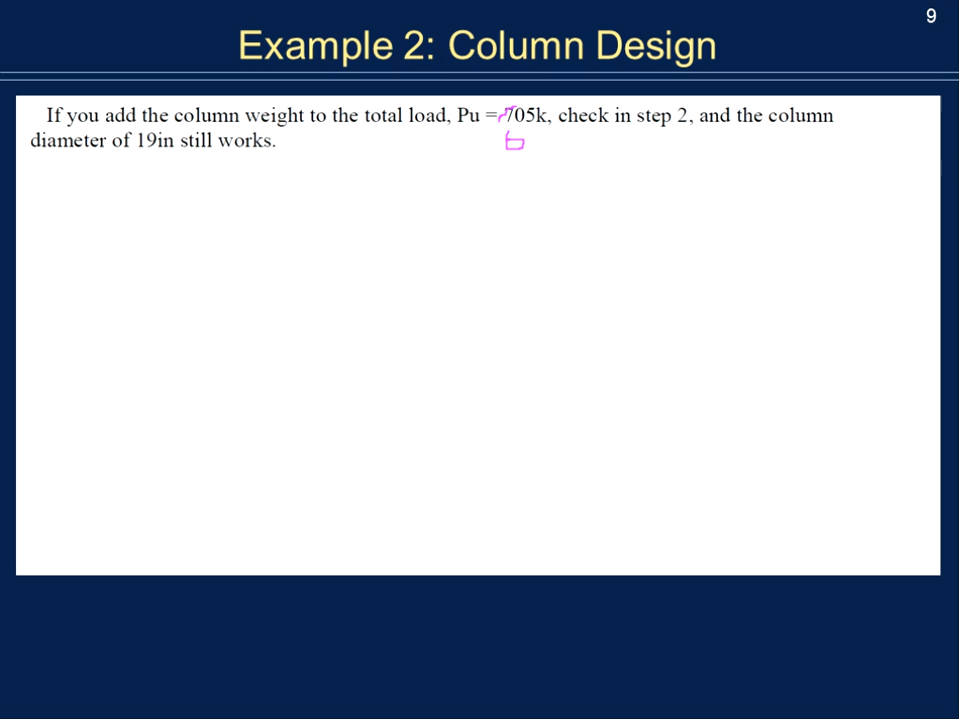 9
Example 2: Column Design
If you add the column weight to the total load, Pu = 705k, check in step 2, and the column
6
diameter of 19in still works.